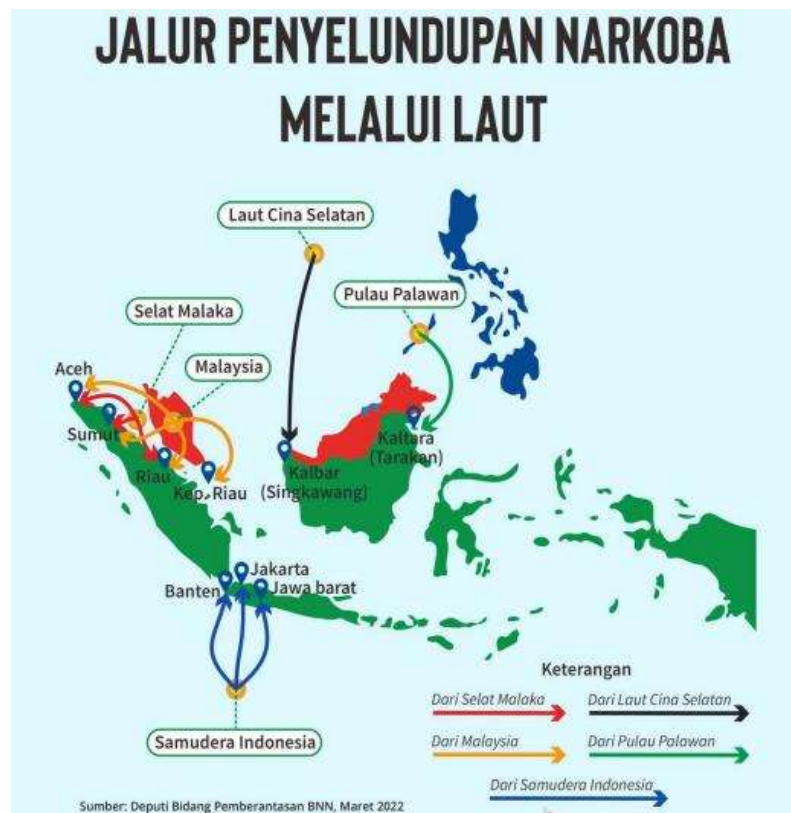 JALUR PENYELUNDUPAN NARKOBA
MELALUI LAUT
Laut Cina Selatan
Pulau Palawan
Selat Malaka
Malaysia
Aceh
Sumut
Riau
Kep. Riau
Kalbar
(Singkawang)
Kaltara
(Tarakan)
Jakarta
Banten
Jawa barat
Samudera Indonesia
Keterangan
Dari Selat Malaka
Dari Laut Cina Selatan
Dari Malaysia
Dari Pulau Palawan
Dari Samudera Indonesia
Sumber: Deputi Bidang Pemberantasan BNN, Maret 2022